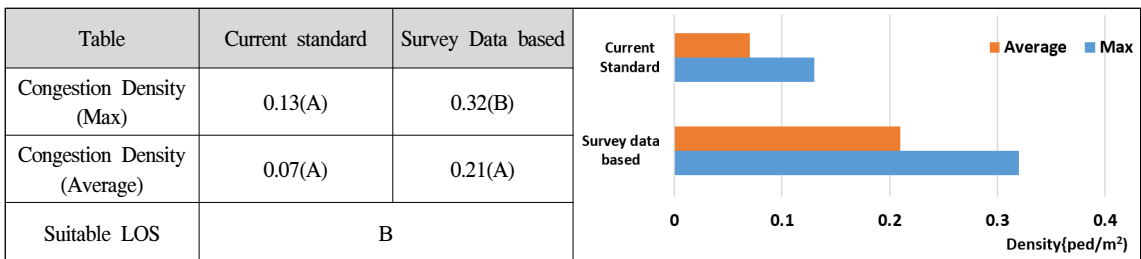 Table Current standard Survey Data based
Congestion Density
(Max)
0.13(A) 0.32(B)
Congestion Density
(Average)
0.07(A) 0.21(A)
Suitable LOS B
Current
Standard
Survey data
based
Average Max
0 0.1 0.2 0.3 0.4
Density{ped/m²)